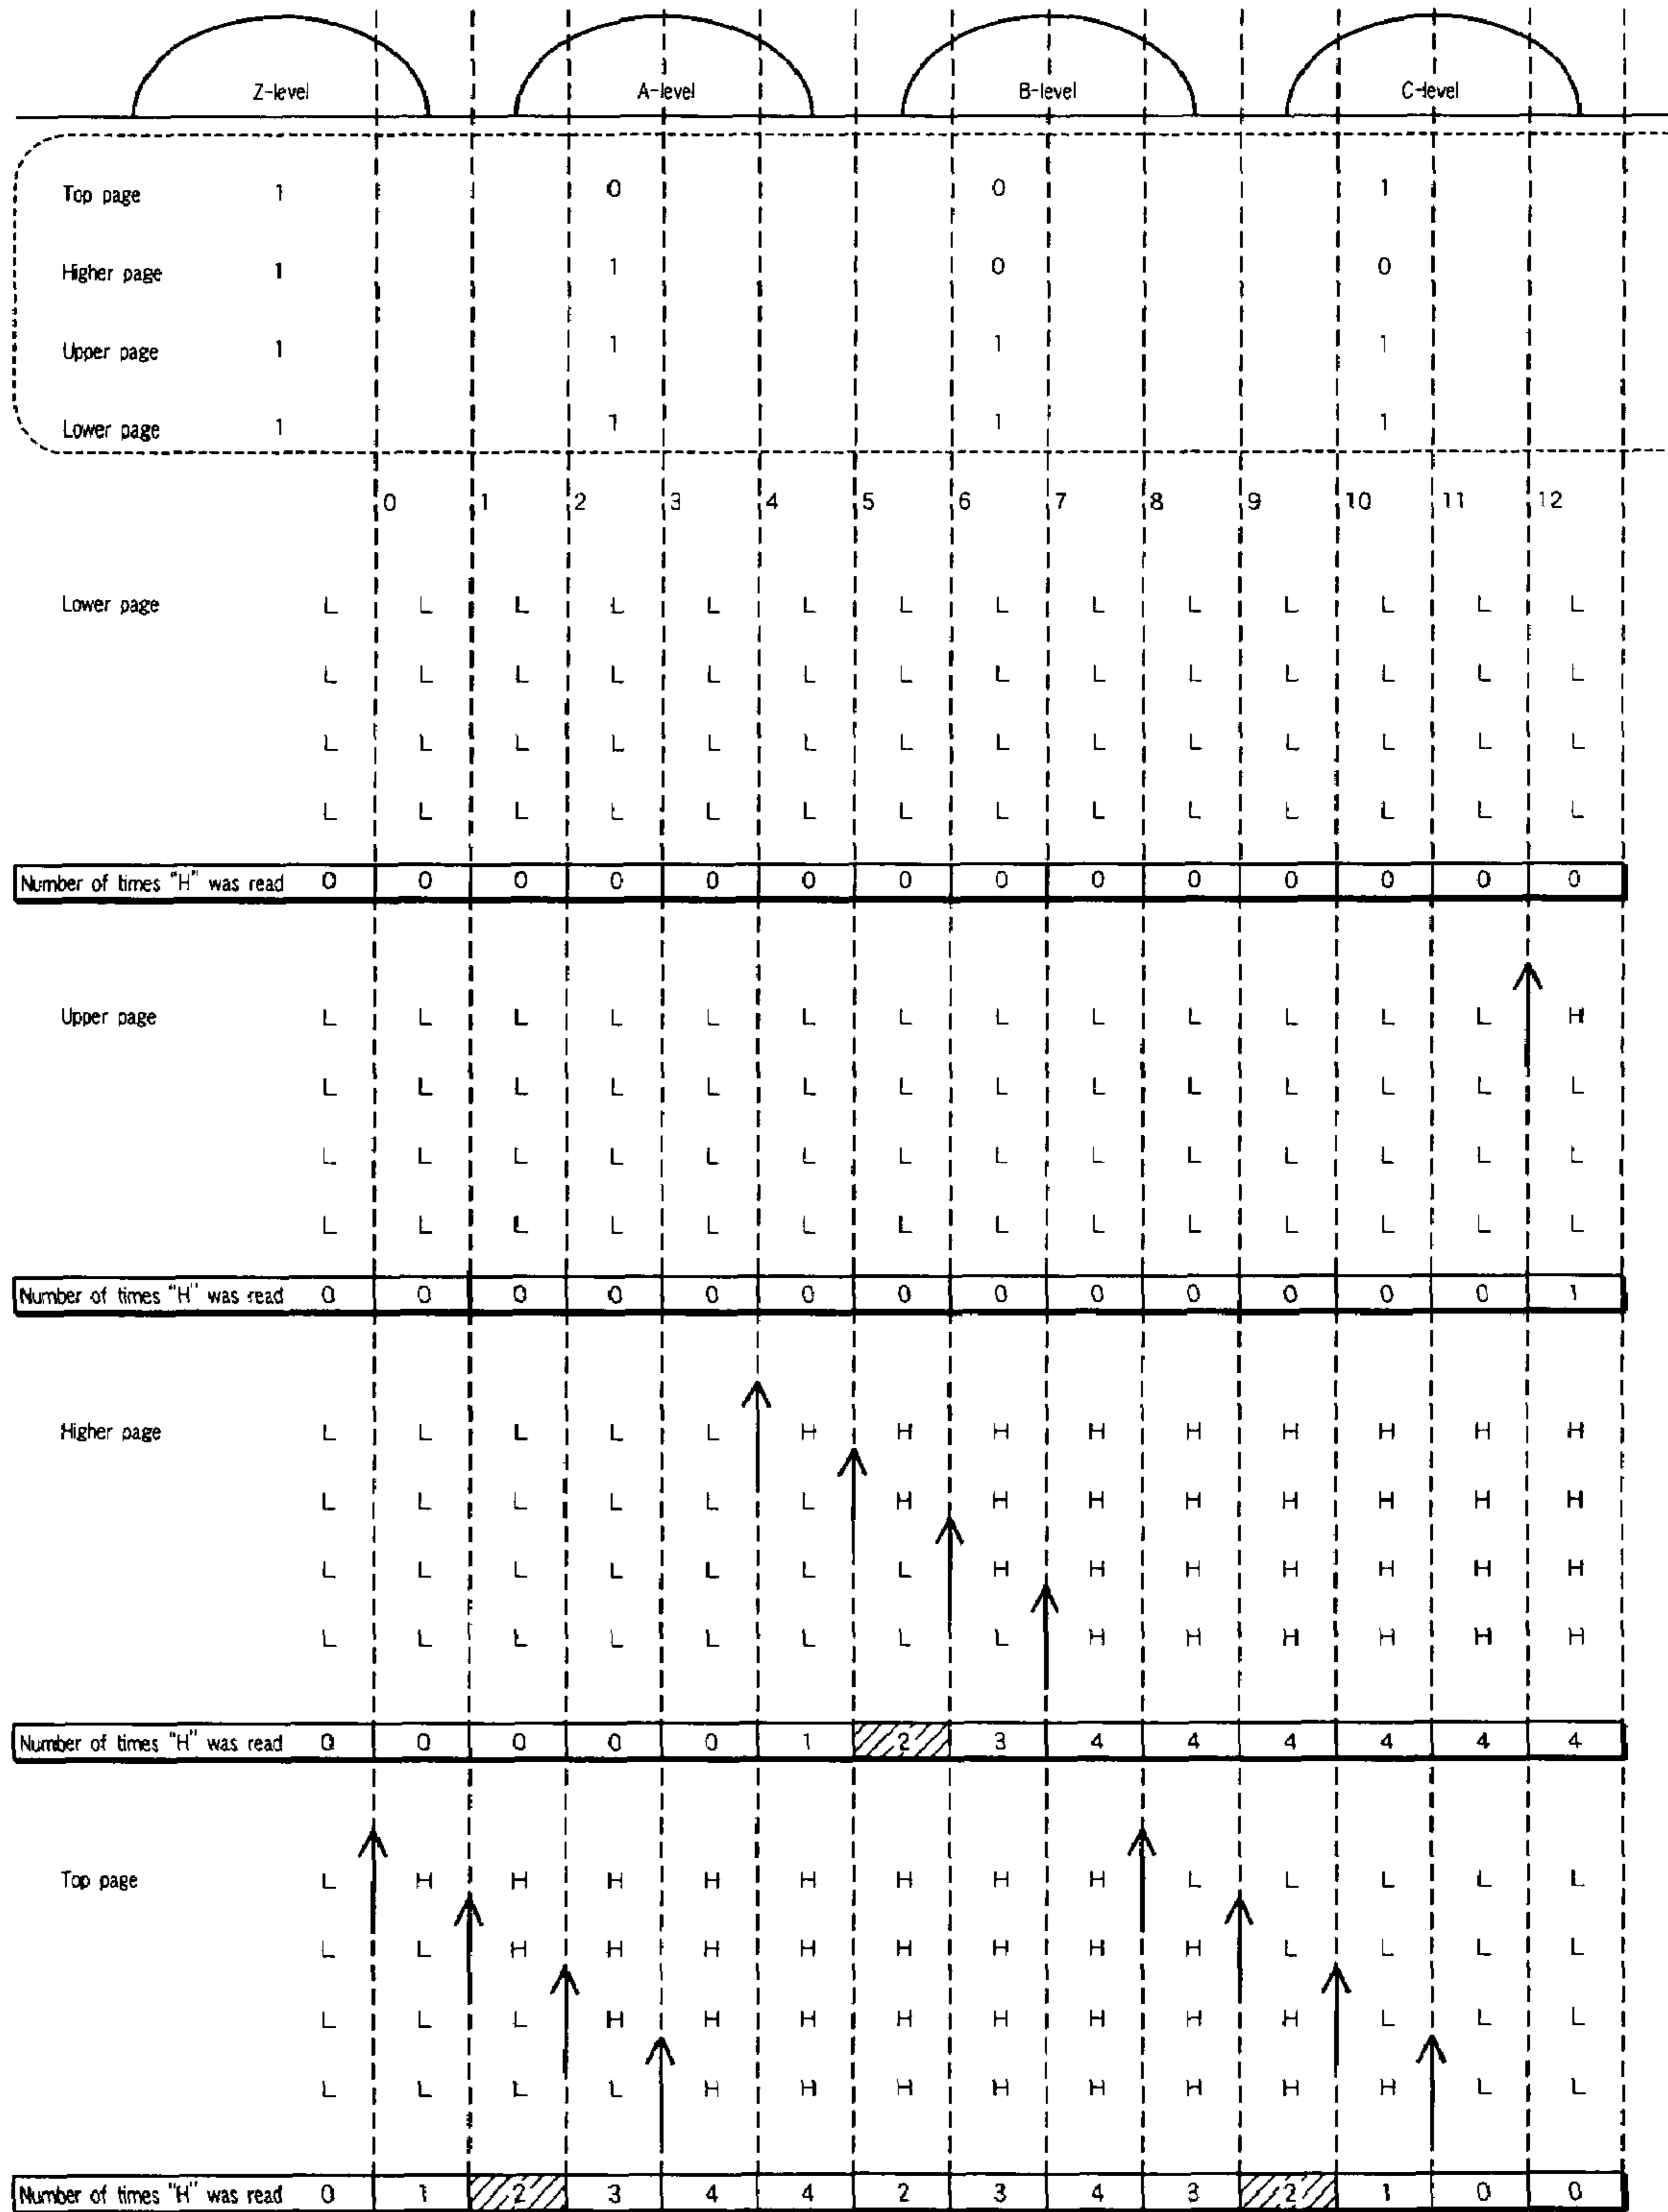 Z-level A-level B-level C-level
Top page 1 0 0 1
Higher page 1 1 0 0
Upper page 1 1 1 1
Lower page 1 1 1 1
0 1 2 3 4 5 6 7 8 9 10 11 12
Lower page L L L L L L L L L L L L L L
L L L L L L L L L L L L L L
L L L L L L L L L L L L L L
L L L L L L L L L L L L L L
Number of times "H" was read 0 0 0 0 0 0 0 0 0 0 0 0 0 0
Upper page L L L L L L L L L L L L L H
L L L L L L L L L L L L L L
L L L L L L L L L L L L L L
L L L L L L L L L L L L L L
Number of times "H" was read 0 0 0 0 0 0 0 0 0 0 0 0 0 1
Higher page L L L L L H H H H H H H H H
L L L L L L H H H H H H H H
L L L L L L L H H H H H H H
L L L L L L L L H H H H H H
Number of times "H" was read 0 0 0 0 0 1 2 3 4 4 4 4 4 4
Top page L H H H H H H H H L L L L L
L L H H H H H H H H L L L L
L L L H H H H H H H H L L L
L L L L H H H H H H H H L L
Number of times "H" was read 0 1 2 3 4 4 2 3 4 3 2 1 0 0